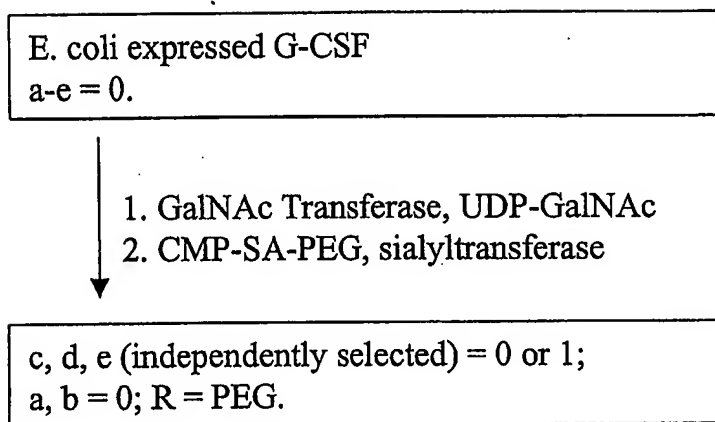 E. coli expressed G-CSF
a-e = 0.
1. GalNAc Transferase, UDP-GalNAc
2. CMP-SA-PEG, sialyltransferase
c, d, e (independently selected) = 0 or 1;
a, b = 0; R = PEG.